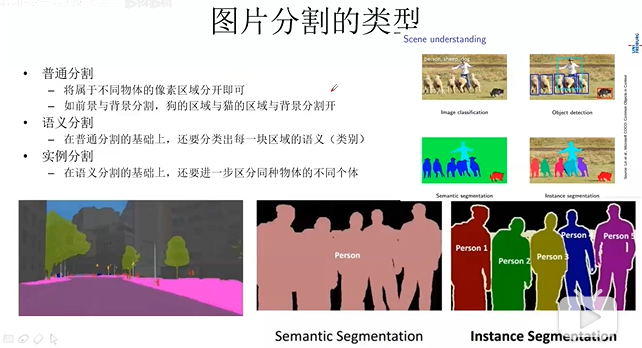 图片分割的类型
Scene understanding
• 普通分割
– 将属于不同物体的像素区域分开即可
– 如前景与背景分割，狗的区域与猫的区域与背景分割开
• 语义分割
– 在普通分割的基础上，还要分类出每一块区域的语义（类别）
• 实例分割
– 在语义分割的基础上，还要进一步区分同种物体的不同个体
person, sheep, dog
Image classification
Object detection
Semantic segmentation
Instance segmentation
Source: Lin et al., Microsoft COCO: Common Objects in Context
UNI
FREIBURG
Person
Person 1
Person 2
Person 3
Person
Person 5
Semantic Segmentation
Instance Segmentation